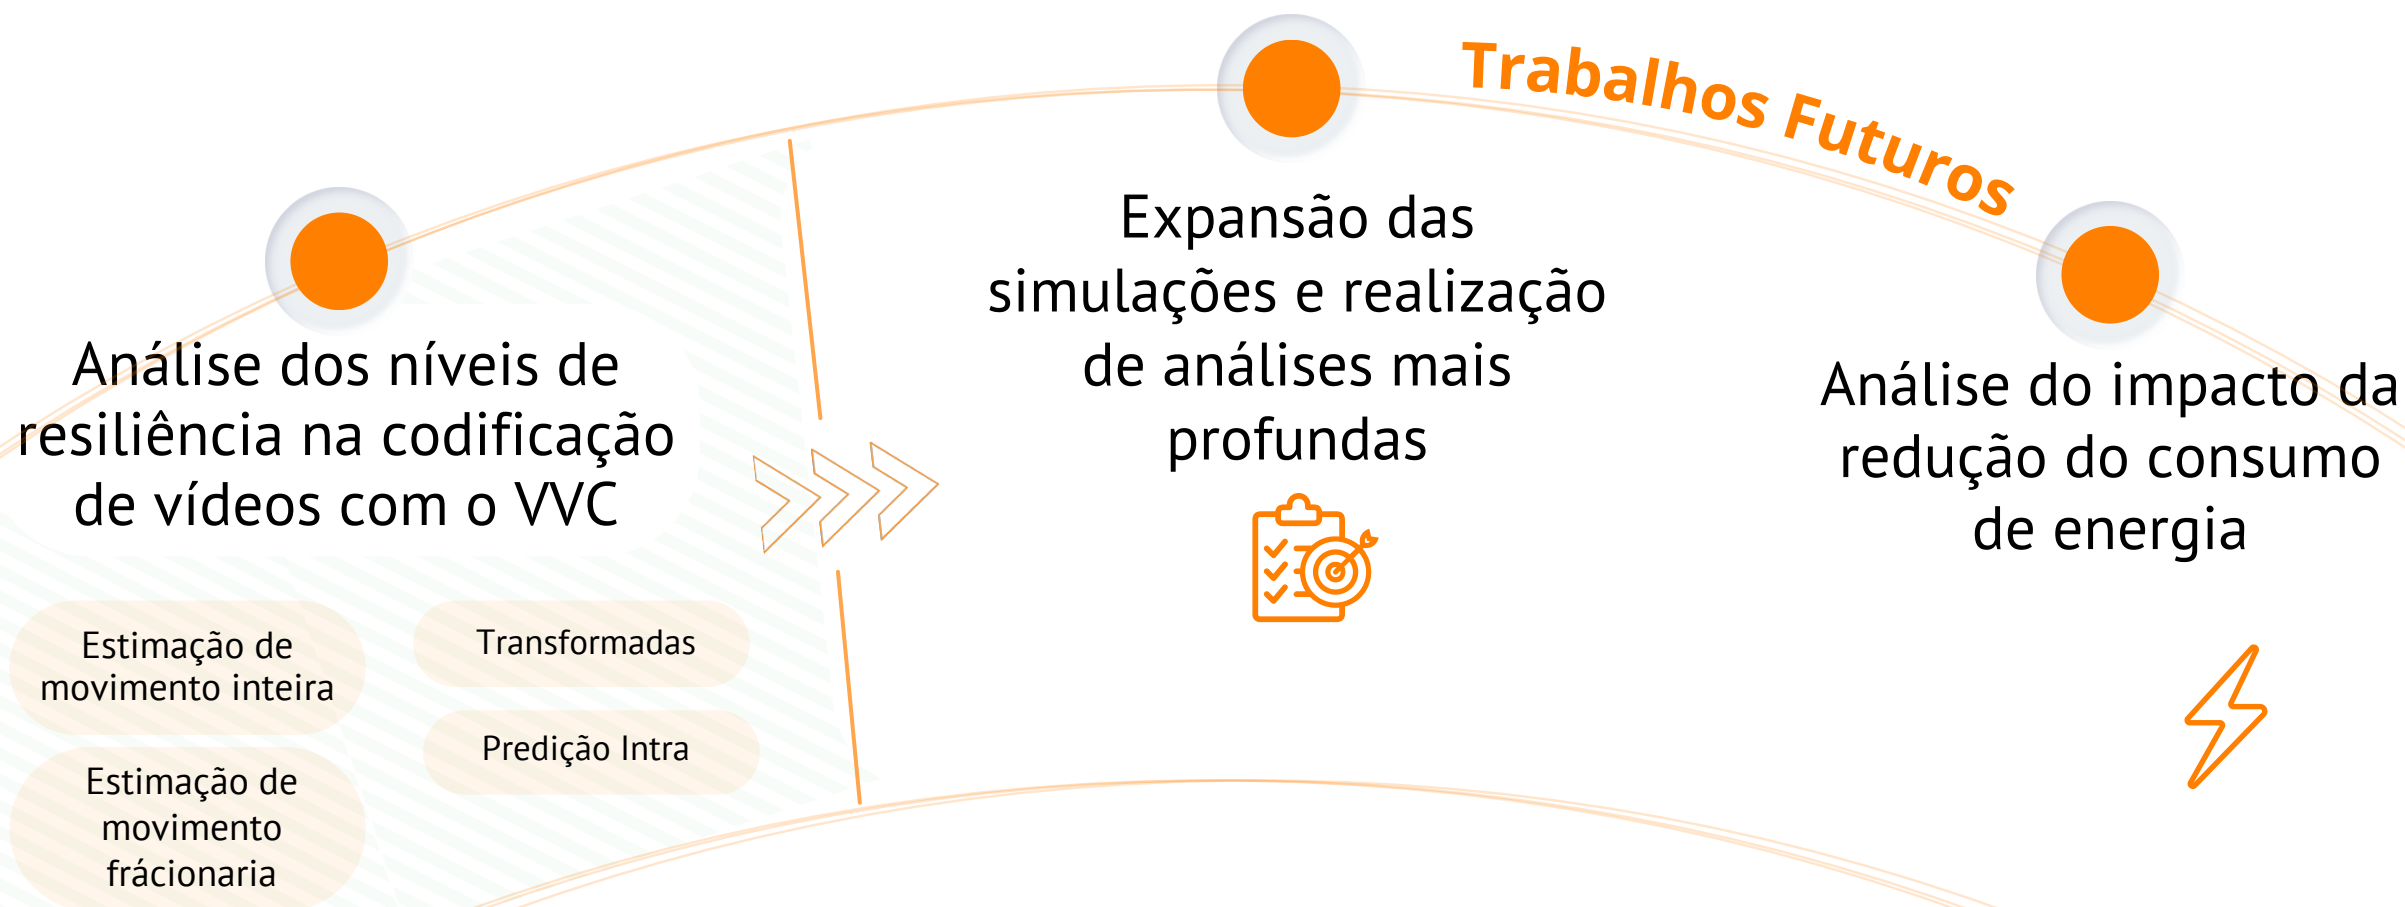 Trabalhos Futuros
Análise dos níveis de
resiliência na codificação
de vídeos com o VVC
Estimação de
movimento inteira
Transformadas
Estimação de
movimento
frácionaria
Predição Intra
Expansão das
simulações e realização
de análises mais
profundas
Análise do impacto da
redução do consumo
de energia